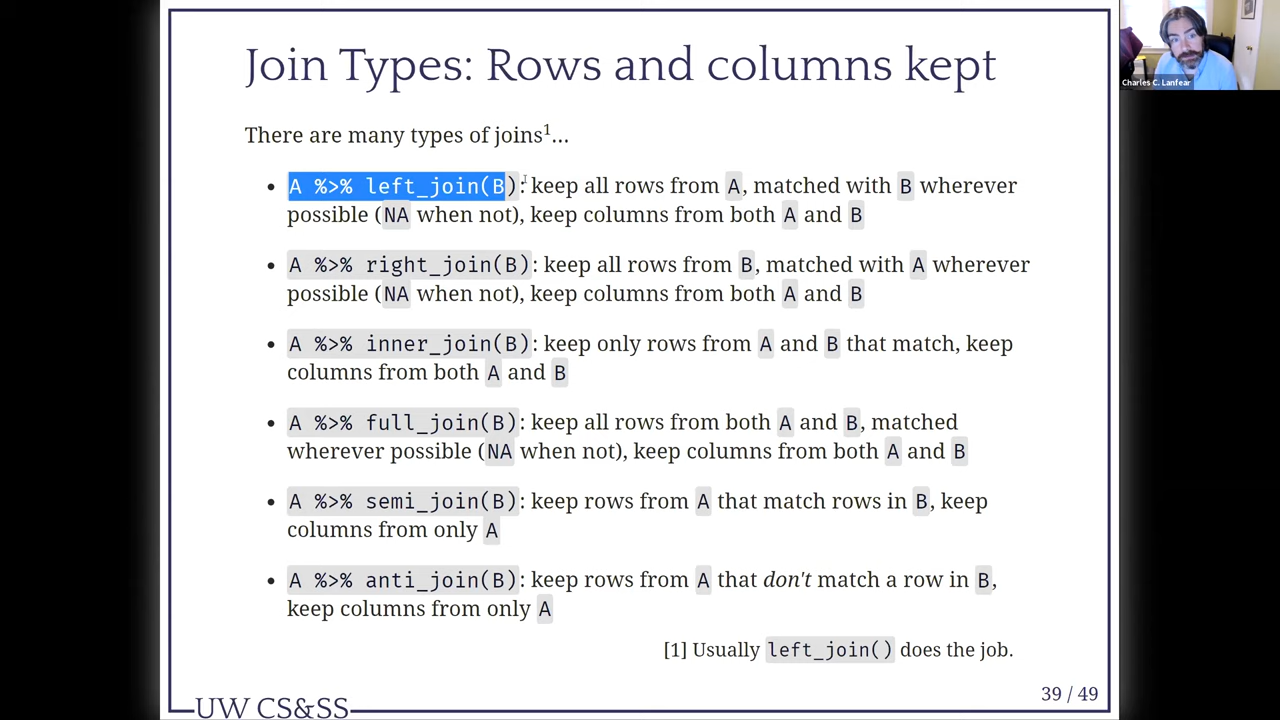 Join Types: Rows and columns kept
Charles C. Lanfear
There are many types of joins¹...
• A %>% left_join(B): keep all rows from A, matched with B wherever
possible (NA when not), keep columns from both A and B
• A %>% right_join(B): keep all rows from B, matched with A wherever
possible (NA when not), keep columns from both A and B
• A %>% inner_join(B): keep only rows from A and B that match, keep
columns from both A and B
• A %>% full_join(B): keep all rows from both A and B, matched
wherever possible (NA when not), keep columns from both A and B
• A %>% semi_join(B): keep rows from A that match rows in B, keep
columns from only A
• A %>% anti_join(B): keep rows from A that don't match a row in B,
keep columns from only A
[1] Usually left_join() does the job.
39 / 49
UW CS&SS